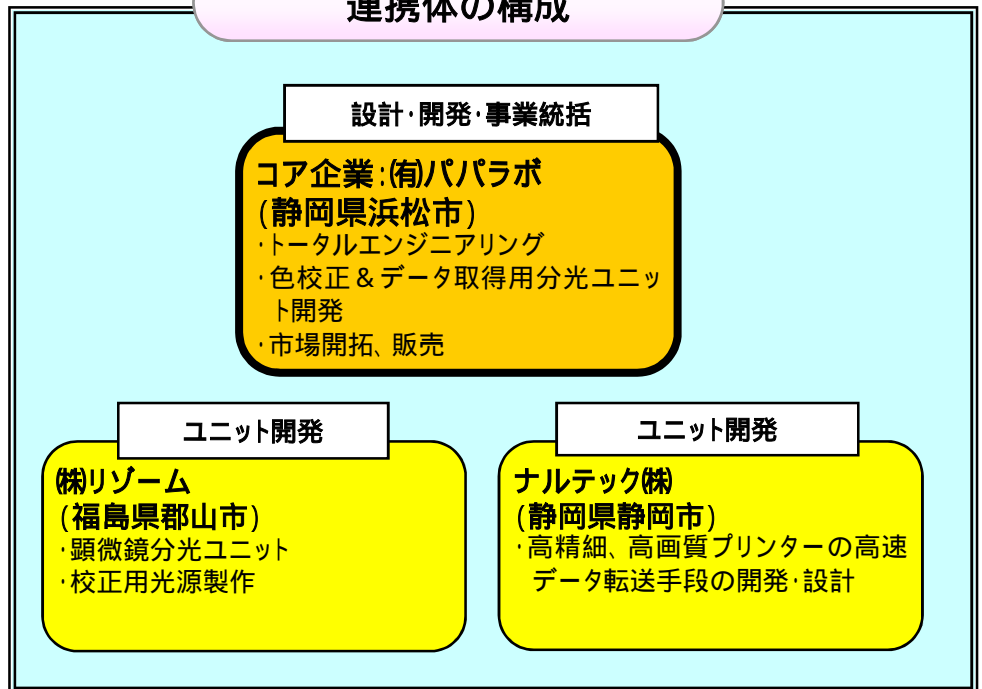 連携体の構成
設計・開発・事業統括
コア企業:㈲パパラボ
(静岡県浜松市)
・トータルエンジニアリング
・色校正&データ取得用分光ユニッ
ト開発
・市場開拓、販売
ユニット開発
㈱リゾーム
(福島県郡山市)
・顕微鏡分光ユニット
・校正用光源製作
ユニット開発
ナルテック㈱
(静岡県静岡市)
・高精細、高画質プリンターの高速
データ転送手段の開発・設計